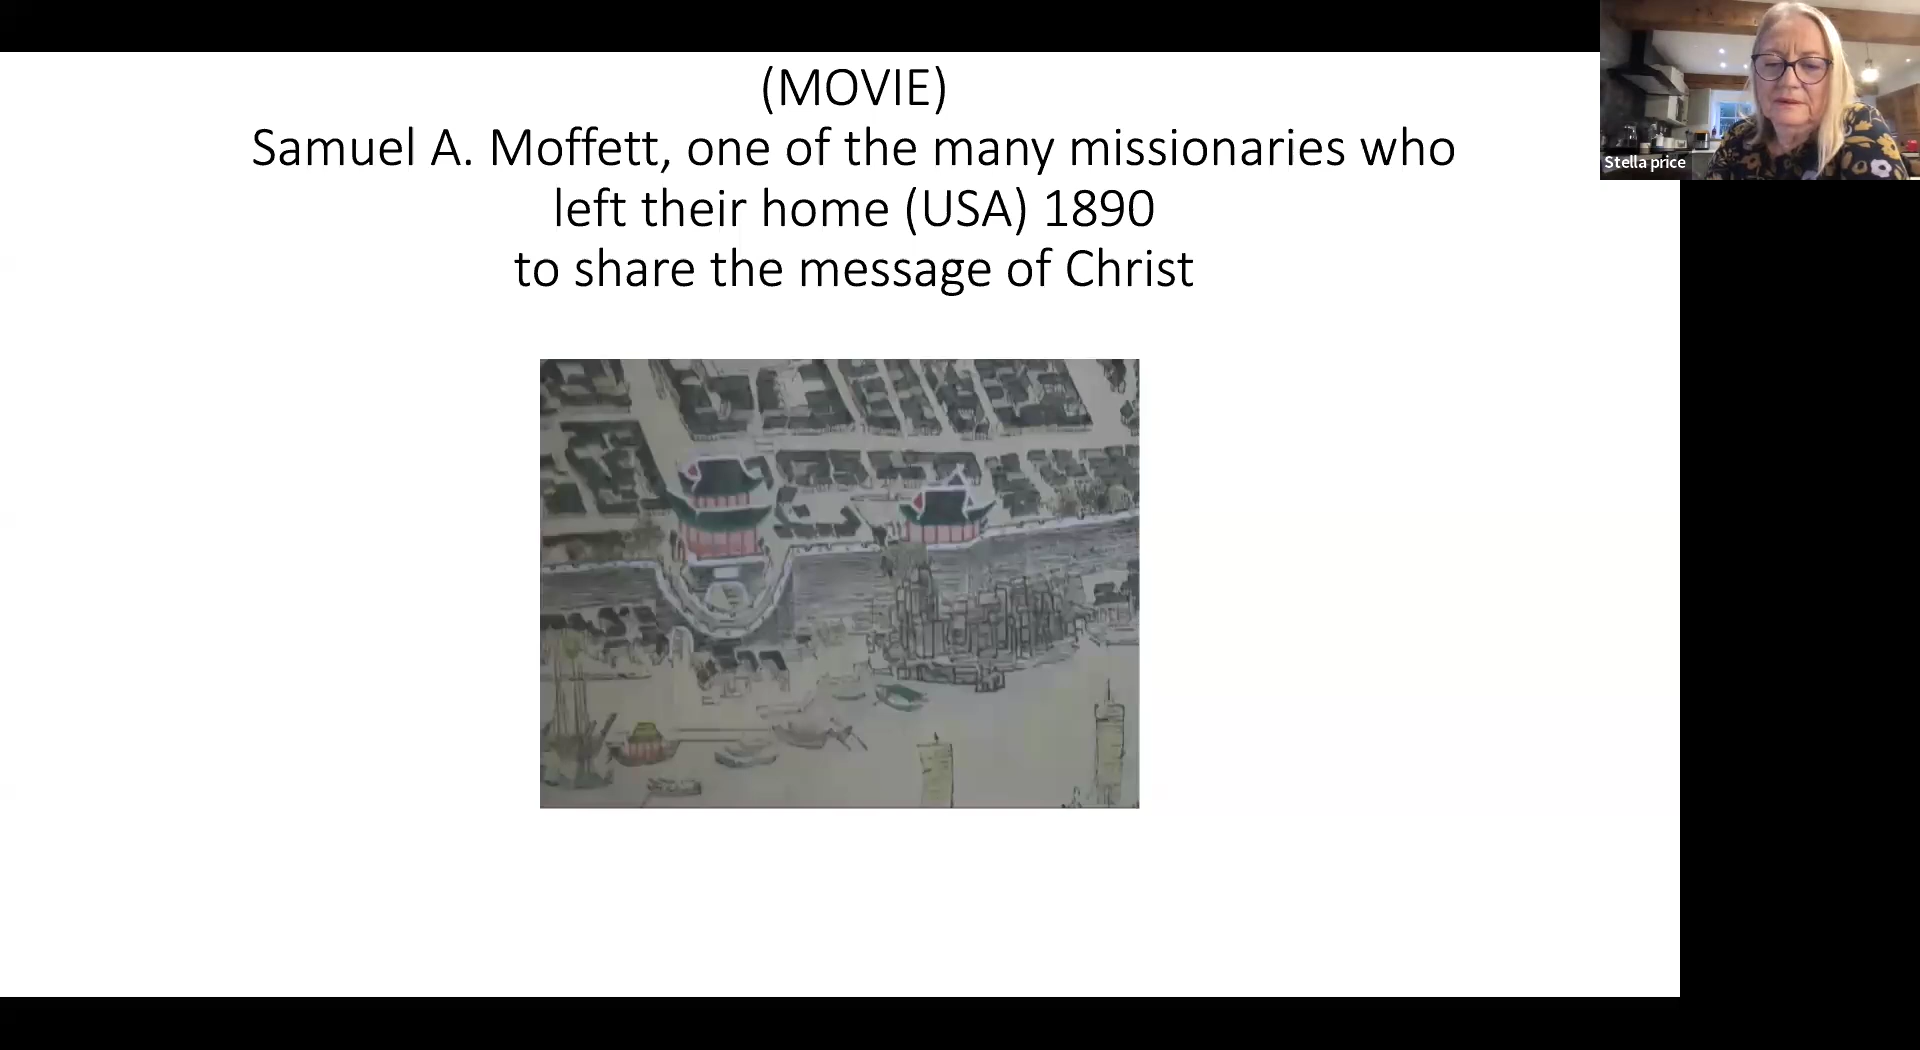 (MOVIE)
Samuel A. Moffett, one of the many missionaries who
left their home (USA) 1890
to share the message of Christ
Stella price